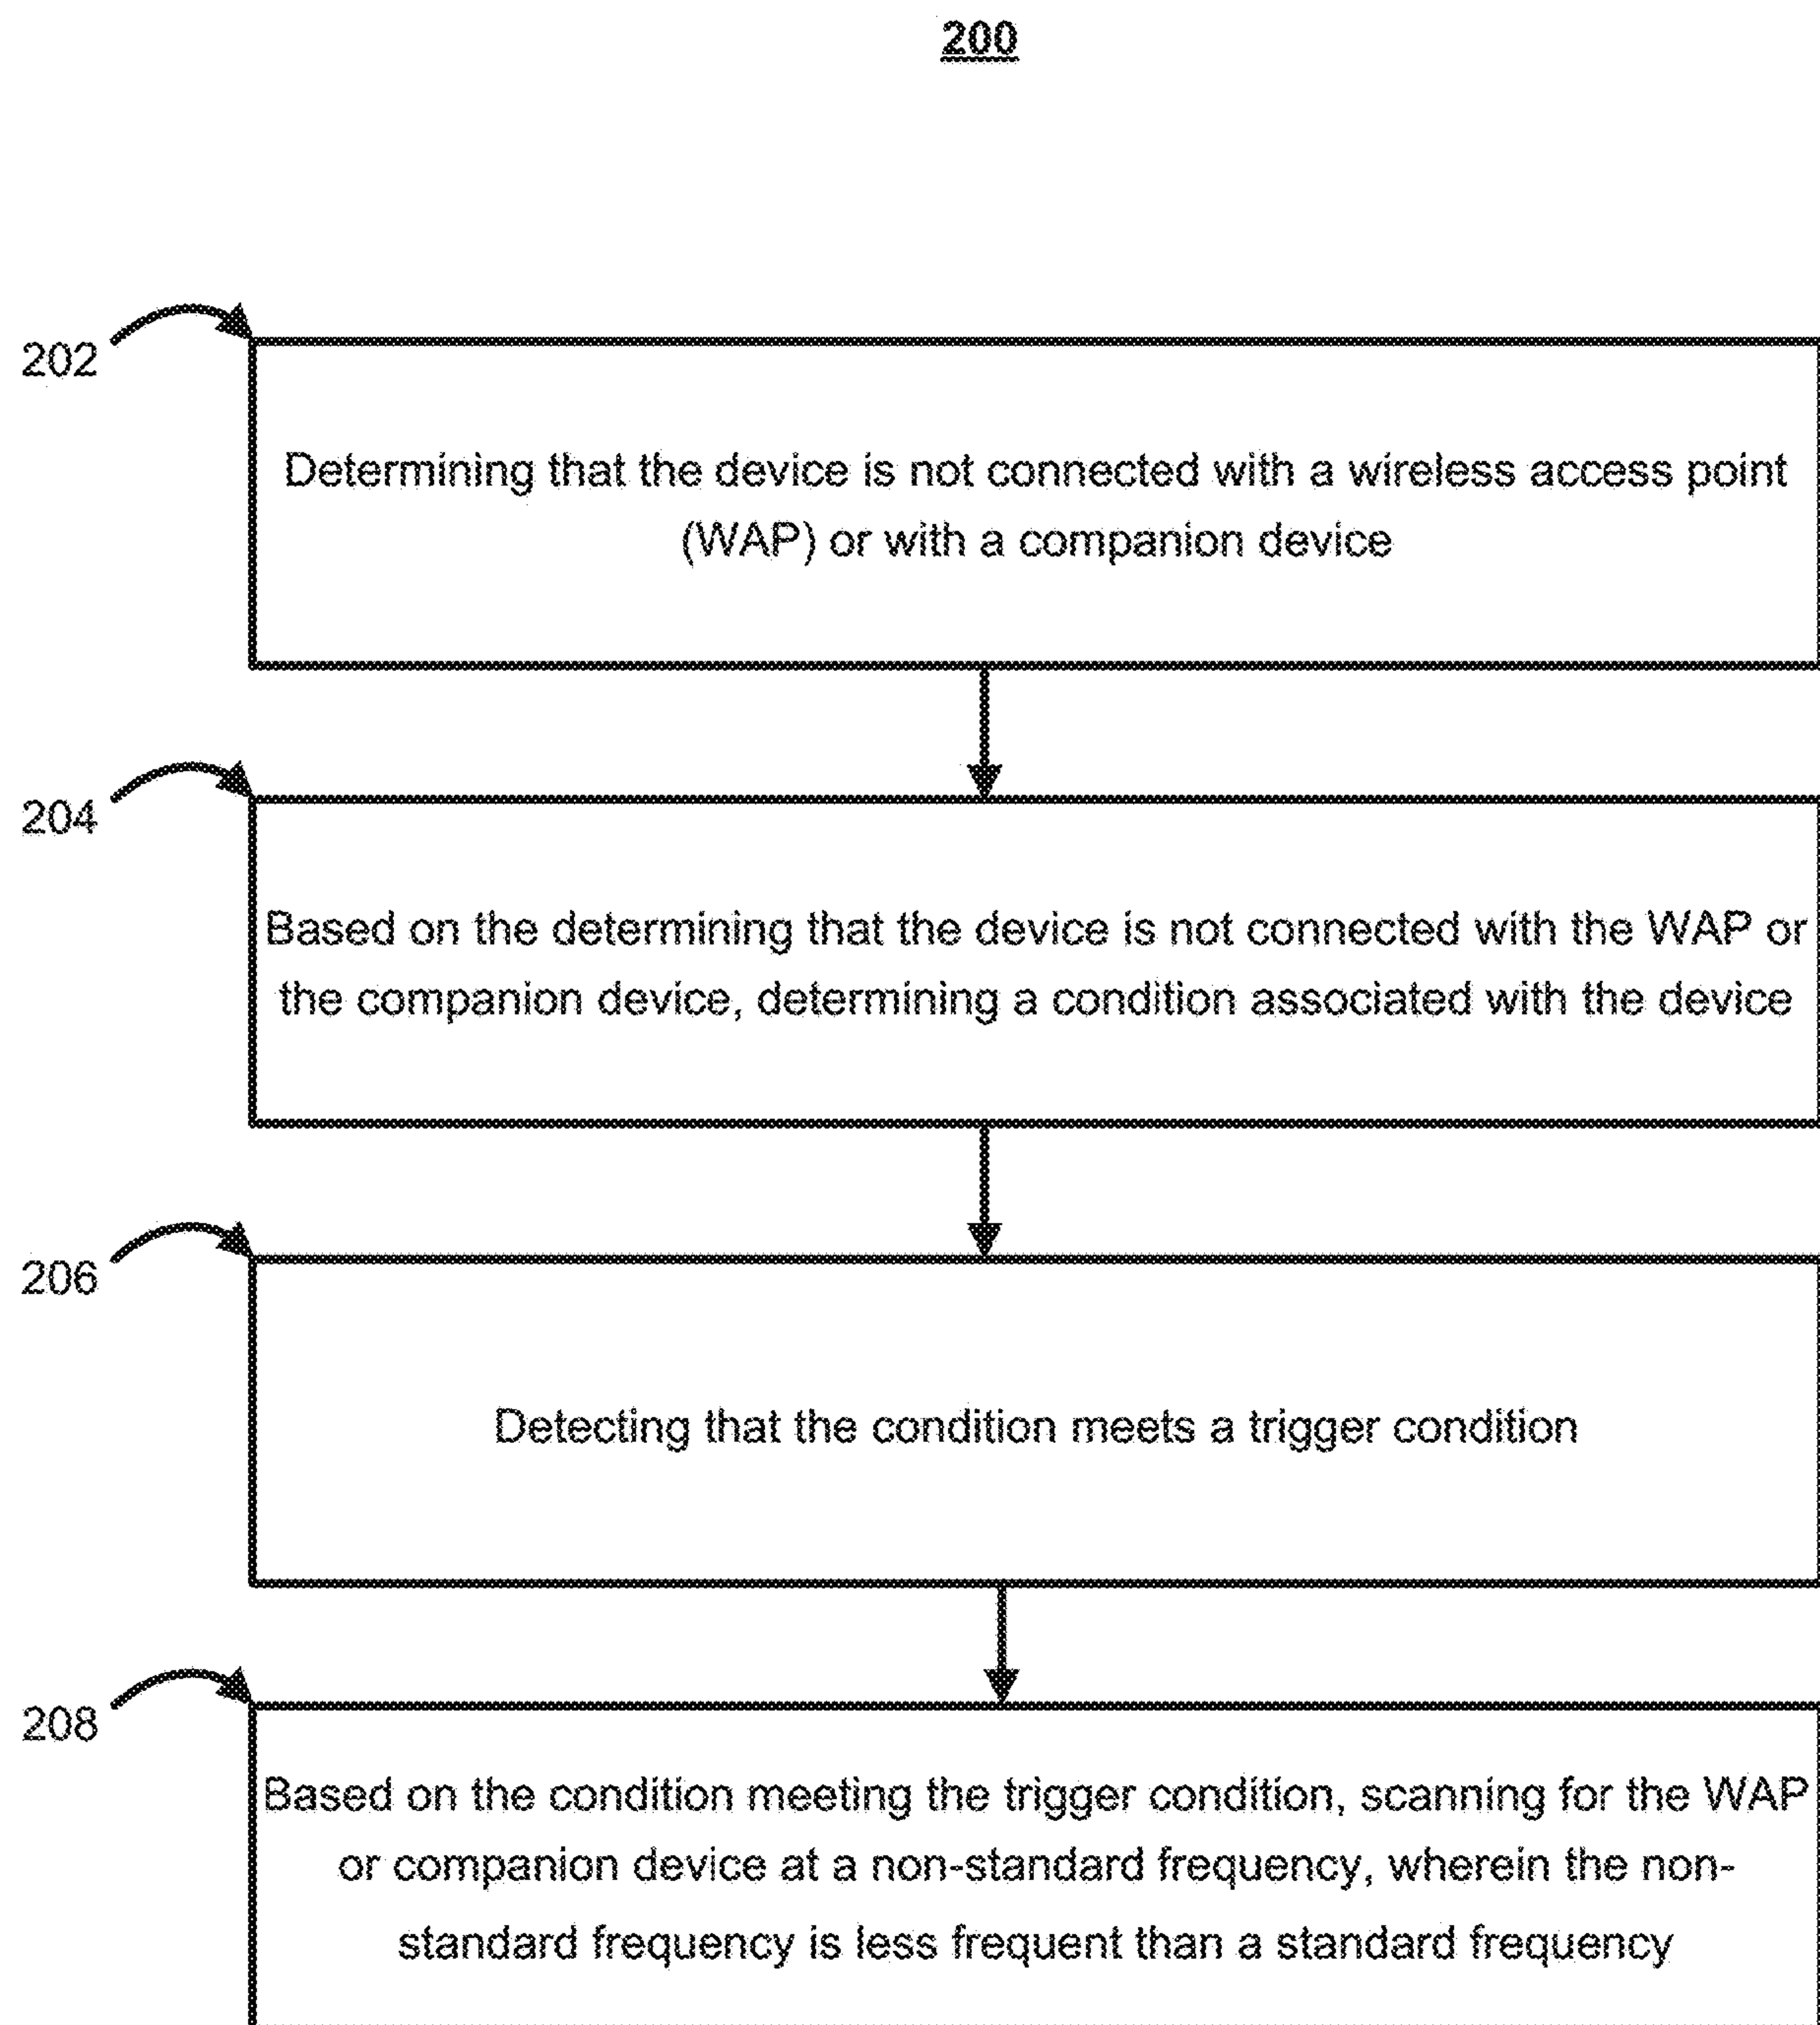 200
202
Determining that the device is not connected with a wireless access point
(WAP) or with a companion device
204
Based on the determining that the device is not connected with the WAP or
the companion device, determining a condition associated with the device
206
Detecting that the condition meets a trigger condition
208
Based on the condition meeting the trigger condition, scanning for the WAP
or companion device at a non-standard frequency, wherein the non-
standard frequency is less frequent than a standard frequency